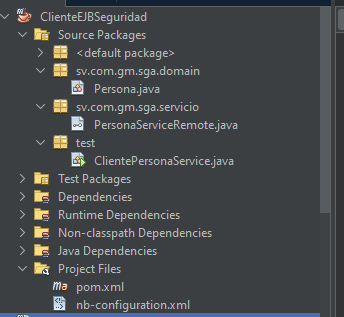 ClienteEJBSeguridad
Source Packages
<default package>
sv.com.gm.sga.domain
Persona.java
sv.com.gm.sga.servicio
PersonaServiceRemote.java
test
ClientePersonaService.java
Test Packages
Dependencies
Runtime Dependencies
Non-classpath Dependencies
Java Dependencies
Project Files
pom.xml
nb-configuration.xml